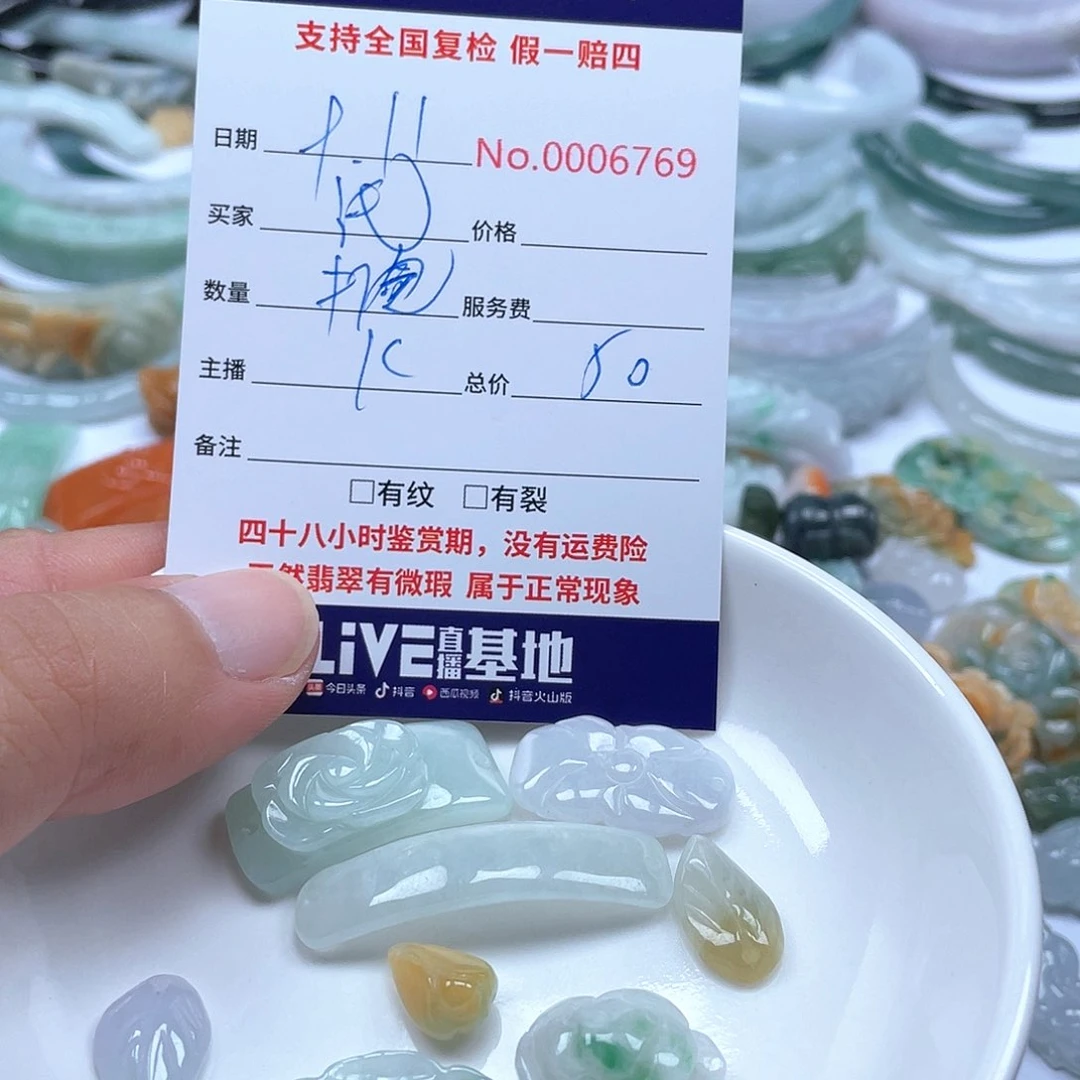 支持全国复检 假一赔四
日期 No.0006769
买家 价格
数量 服务费
主播 总价 80
备注
□有纹 □有裂
四十八小时鉴赏期，没有运费险
然翡翠有微瑕 属于正常现象
LiVE直播基地
头条 今日头条 抖音 西瓜视频 抖音火山版